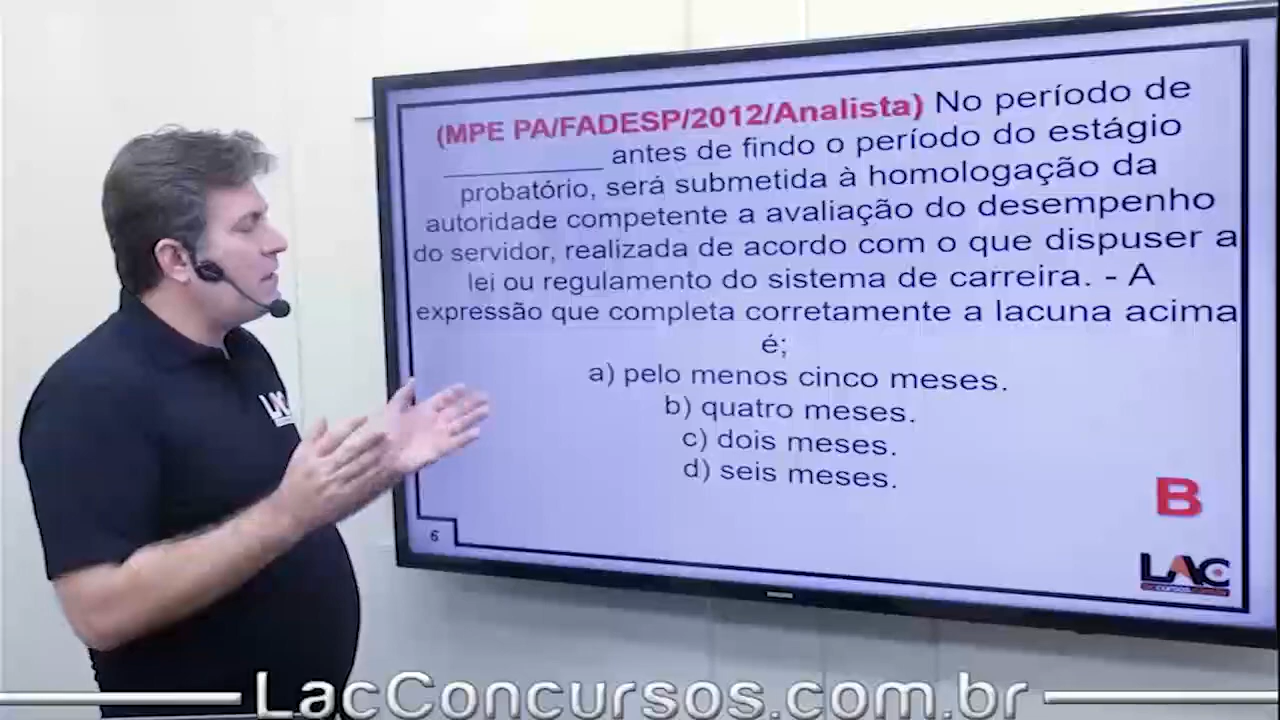 (MPE PA/FADESP/2012/Analista) No período de
____________ antes de findo o período do estágio
probatório, será submetida à homologação da
autoridade competente a avaliação do desempenho
do servidor, realizada de acordo com o que dispuser a
lei ou regulamento do sistema de carreira. - A
expressão que completa corretamente a lacuna acima
é;
a) pelo menos cinco meses.
b) quatro meses.
c) dois meses.
d) seis meses.
B
6
LAC
LacConcursos.com.br